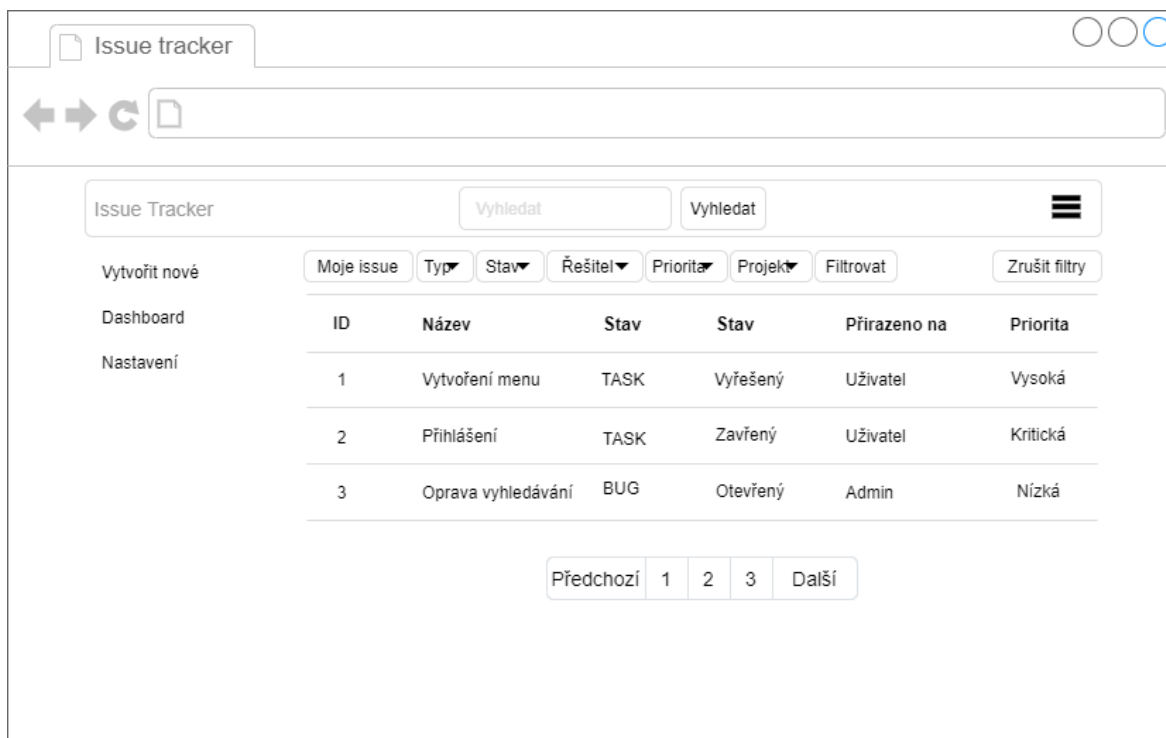 Issue tracker
Issue Tracker Vyhledat Vyhledat
Vytvořit nové
Dashboard
Nastavení
Moje issue Typ Stav Řešitel Priorita Projekt Filtrovat Zrušit filtry
ID Název Stav Stav Přirazeno na Priorita
1 Vytvoření menu TASK Vyřešený Uživatel Vysoká
2 Přihlášení TASK Zavřený Uživatel Kritická
3 Oprava vyhledávání BUG Otevřený Admin Nízká
Předchozí 1 2 3 Další